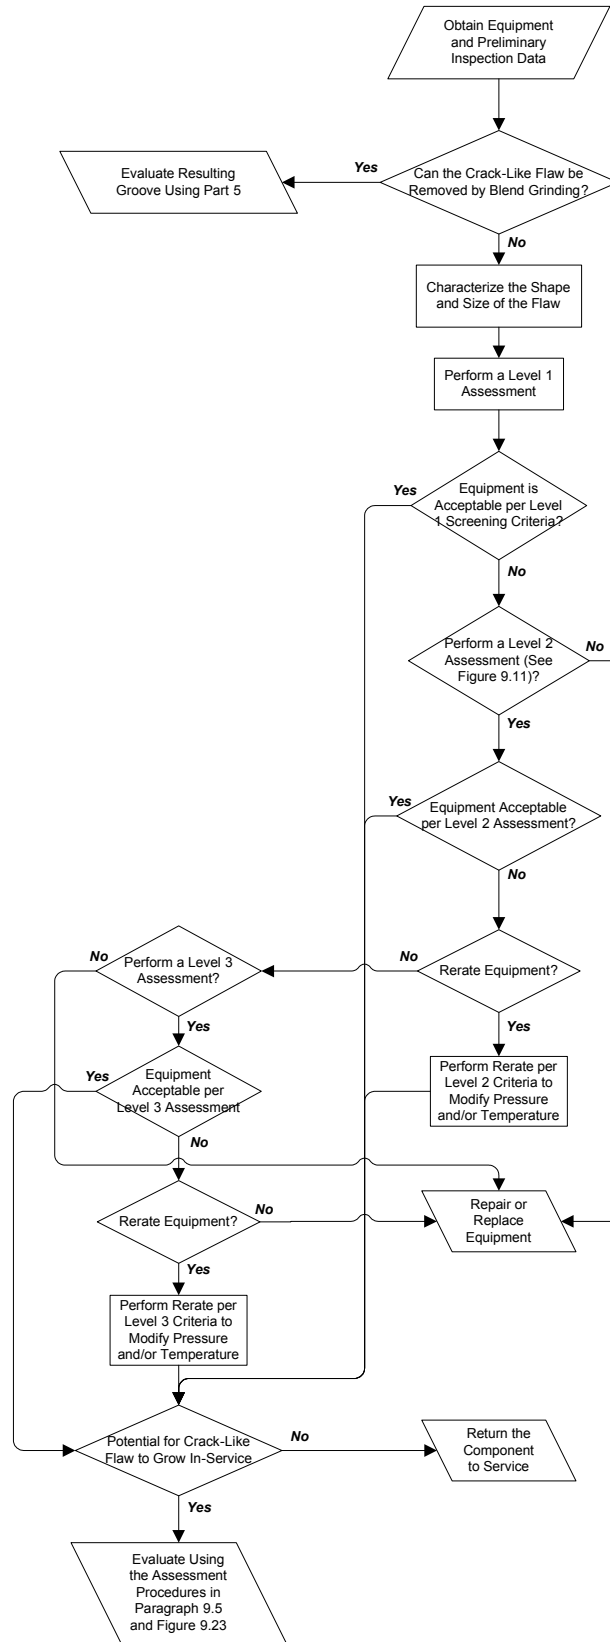 Obtain Equipment
and Preliminary
Inspection Data
Can the Crack-Like Flaw be
Removed by Blend Grinding?
Yes
Evaluate Resulting
Groove Using Part 5
No
Characterize the Shape
and Size of the Flaw
Perform a Level 1
Assessment
Equipment is
Acceptable per Level
1 Screening Criteria?
Yes
No
Perform a Level 2
Assessment (See
Figure 9.11)?
No
Yes
Equipment Acceptable
per Level 2 Assessment?
Yes
No
Rerate Equipment?
No
Yes
Perform a Level 3
Assessment?
No
Yes
Perform Rerate per
Level 2 Criteria to
Modify Pressure
and/or Temperature
Equipment
Acceptable per
Level 3 Assessment
Yes
No
Rerate Equipment?
No
Yes
Repair or
Replace
Equipment
Perform Rerate per
Level 3 Criteria to
Modify Pressure
and/or Temperature
Potential for Crack-Like
Flaw to Grow In-Service
No
Yes
Return the
Component
to Service
Evaluate Using
the Assessment
Procedures in
Paragraph 9.5
and Figure 9.23